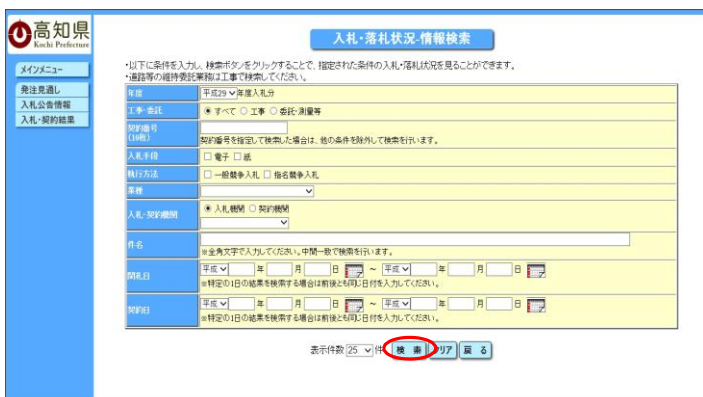 高知県
Kochi Prefecture
入札・落札状況-情報検索
メインメニュー
発注見通し
入札公告情報
入札・契約結果
・以下に条件を入力し、検索ボタンをクリックすることで、指定された条件の入札・落札状況を見ることができます。
・道路等の維持委託業務は工事で検索してください。
年度 平成29 年度入札分
工事・委託 すべて 工事 委託・測量等
契約番号
(10桁)
契約番号を指定して検索した場合は、他の条件を除外して検索を行います。
入札手段 電子 紙
執行方法 一般競争入札 指名競争入札
業種
入札・契約機関 入札機関 契約機関
件名
※全角文字で入力してください。中間一致で検索を行います。
開札日 平成 年 月 日 ~ 平成 年 月 日
※特定の1日の結果を検索する場合は前後とも同じ日付を入力してください。
契約日 平成 年 月 日 ~ 平成 年 月 日
※特定の1日の結果を検索する場合は前後とも同じ日付を入力してください。
表示件数 25 件 検 索 クリア 戻 る